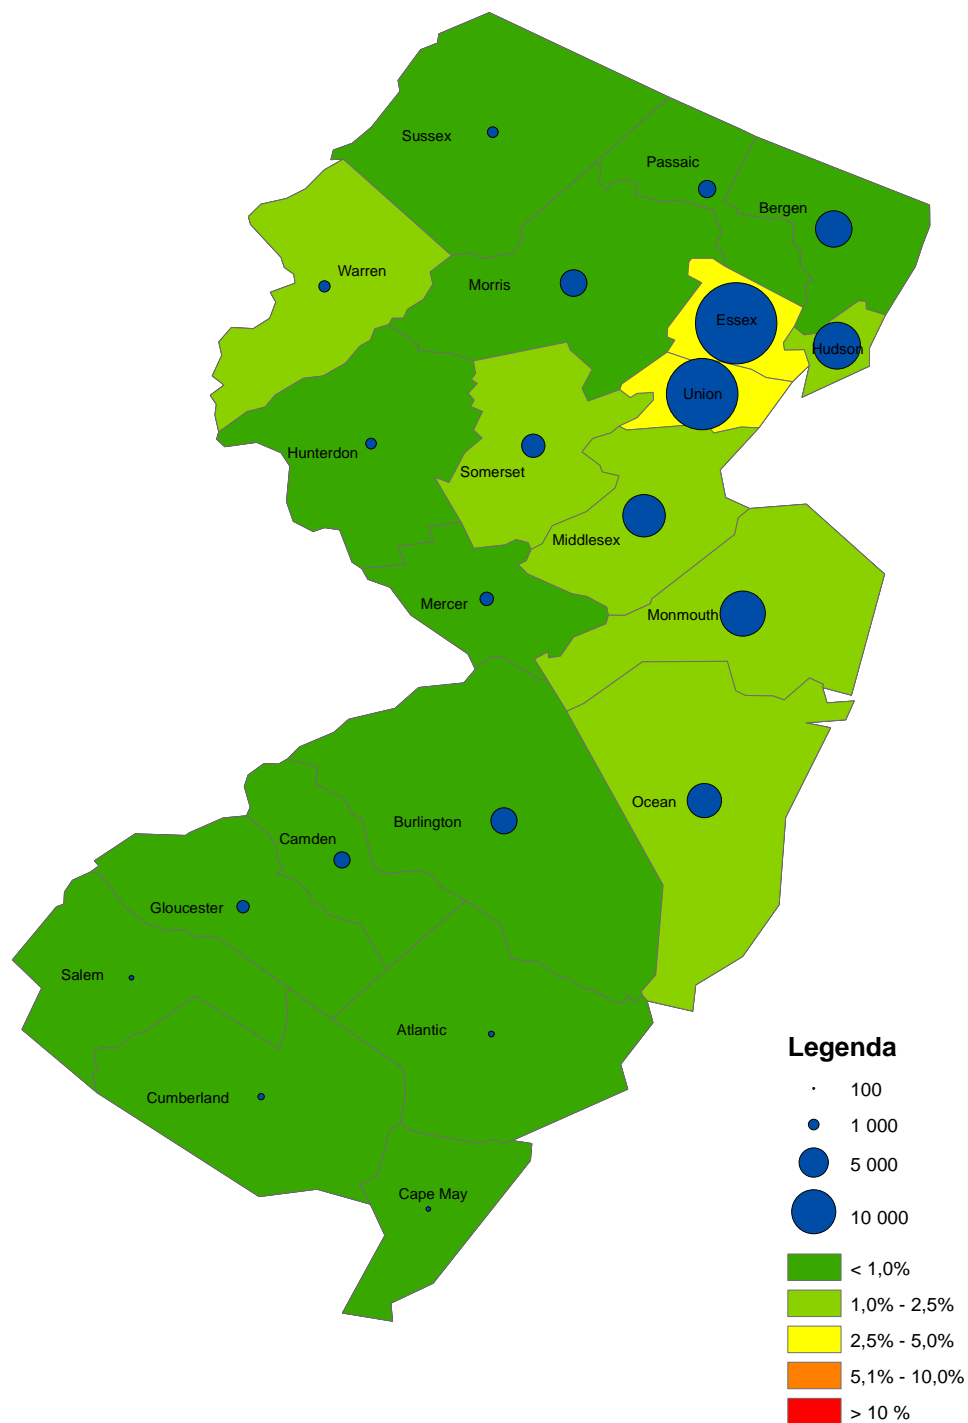 Sussex
Passaic
Bergen
Warren
Morris
Essex
Hudson
Union
Hunterdon
Somerset
Middlesex
Mercer
Monmouth
Ocean
Burlington
Camden
Gloucester
Salem
Atlantic
Cumberland
Cape May
Legenda
100
1 000
5 000
10 000
< 1,0%
1,0% - 2,5%
2,5% - 5,0%
5,1% - 10,0%
> 10 %